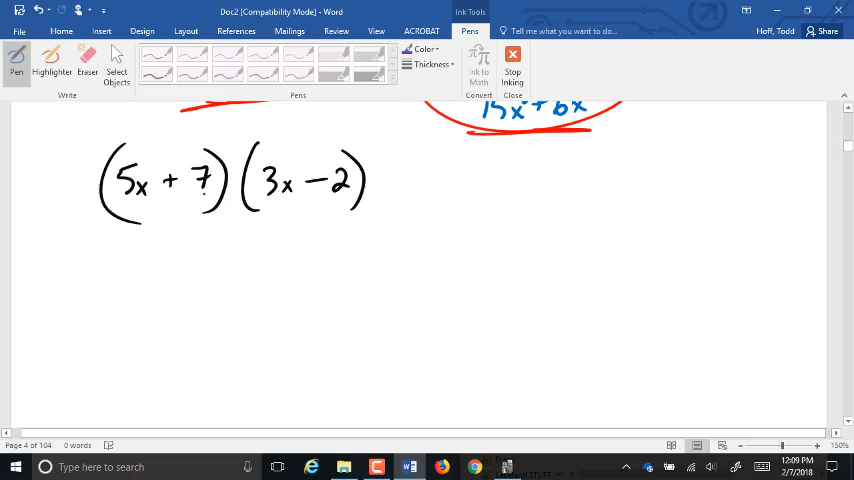 Doc2 [Compatibility Mode] - Word
Ink Tools
Hoff, Todd
File Home Insert Design Layout References Mailings Review View ACROBAT Pens Tell me what you want to do... Share
Pen Highlighter Eraser Select Objects
Color
Thickness
Ink to Math
Stop Inking
Write Pens Convert Close
15x² + 6x
(5x + 7)(3x - 2)
Page 4 of 104 0 words 150%
Type here to search
12:09 PM
2/7/2018